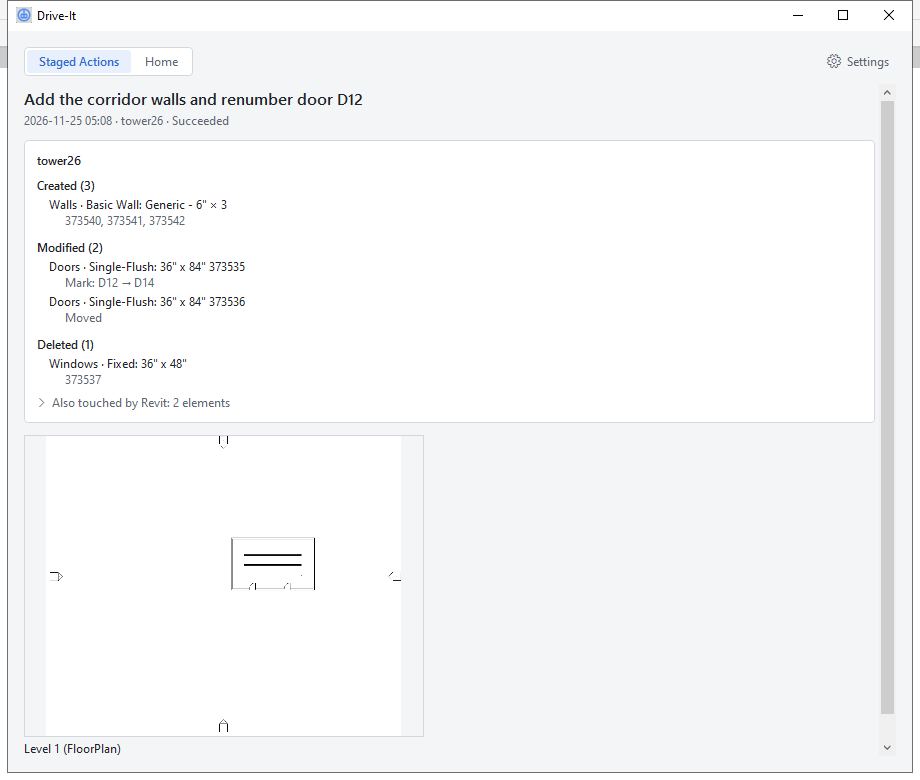 Drive-It
Staged Actions
Home
Settings
Add the corridor walls and renumber door D12
2026-11-25 05:08 · tower26 · Succeeded
tower26
Created (3)
Walls · Basic Wall: Generic - 6" × 3
373540, 373541, 373542
Modified (2)
Doors · Single-Flush: 36" x 84" 373535
Mark: D12 → D14
Doors · Single-Flush: 36" x 84" 373536
Moved
Deleted (1)
Windows · Fixed: 36" x 48"
373537
Also touched by Revit: 2 elements
Level 1 (FloorPlan)